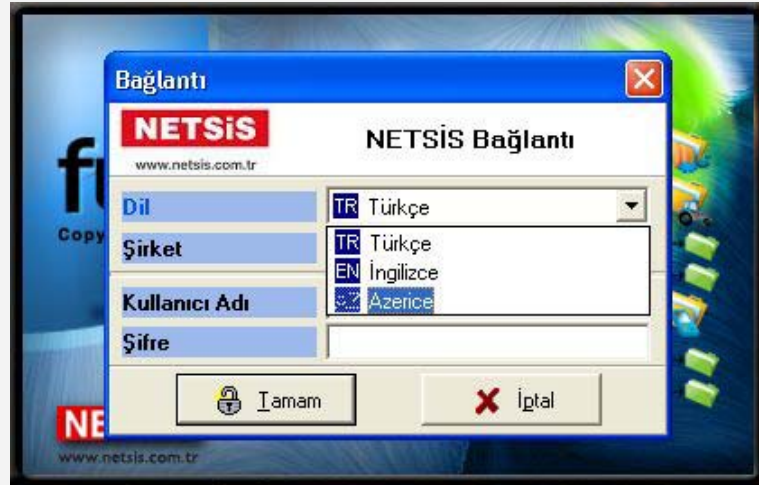 Bağlantı
NETSiS
www.netsis.com.tr
NETSİS Bağlantı
Dil
TR Türkçe
Şirket
TR Türkçe
EN İngilizce
Azerice
Kullanıcı Adı
Şifre
Tamam
İptal
fu
Copy
NE
www.netsis.com.tr